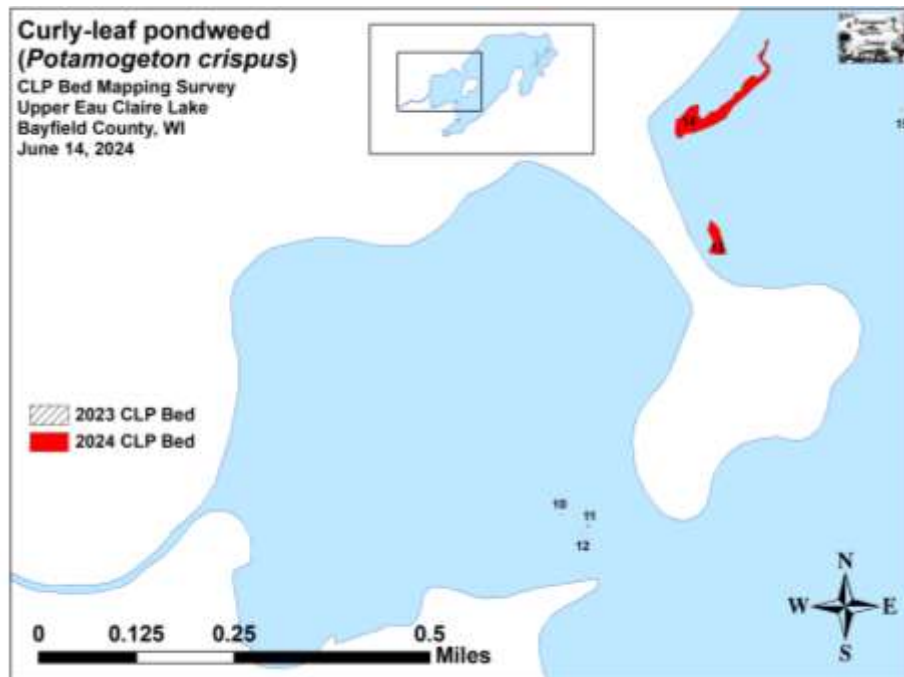 Curly-leaf pondweed
(Potamogeton crispus)
CLP Bed Mapping Survey
Upper Eau Claire Lake
Bayfield County, WI
June 14, 2024
2023 CLP Bed
2024 CLP Bed
10
11
12
N
W
E
S
0 0.125 0.25 0.5
Miles